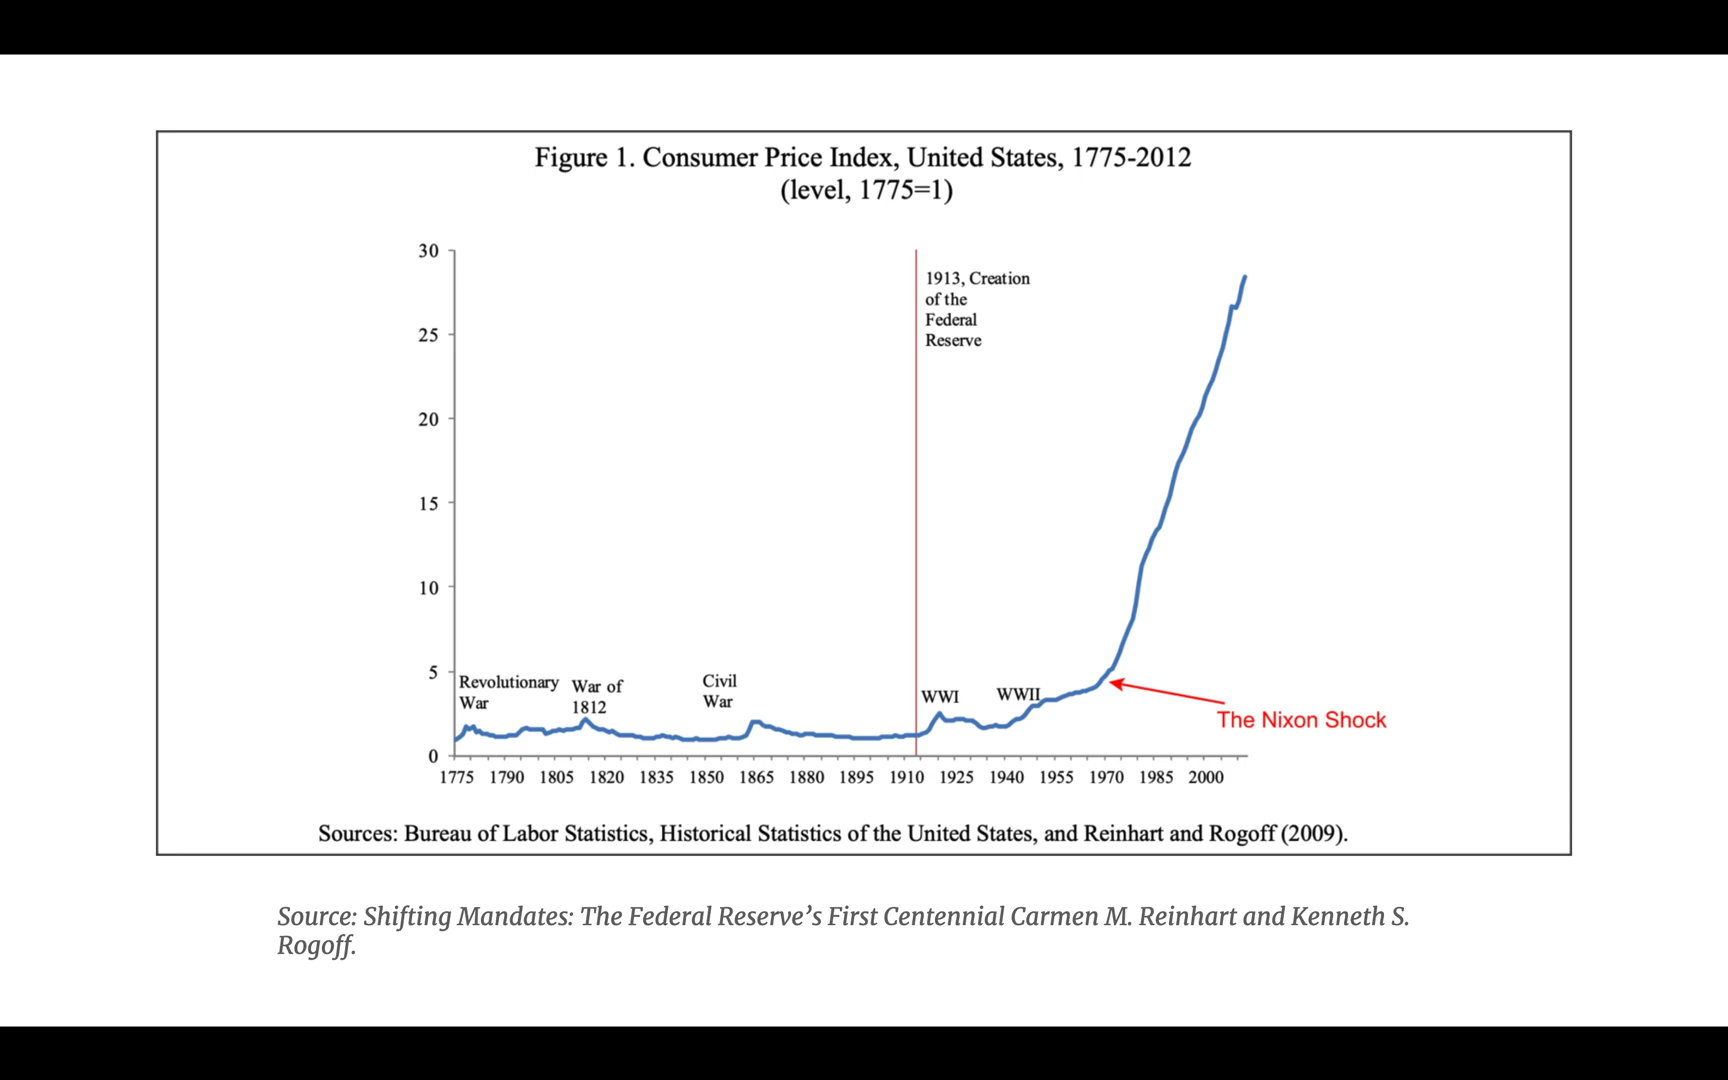 Figure 1. Consumer Price Index, United States, 1775-2012
(level, 1775=1)
30
25
20
15
10
5
0
1913, Creation
of the
Federal
Reserve
Revolutionary
War
War of
1812
Civil
War
WWI
WWII
The Nixon Shock
1775 1790 1805 1820 1835 1850 1865 1880 1895 1910 1925 1940 1955 1970 1985 2000
Sources: Bureau of Labor Statistics, Historical Statistics of the United States, and Reinhart and Rogoff (2009).
Source: Shifting Mandates: The Federal Reserve’s First Centennial Carmen M. Reinhart and Kenneth S.
Rogoff.